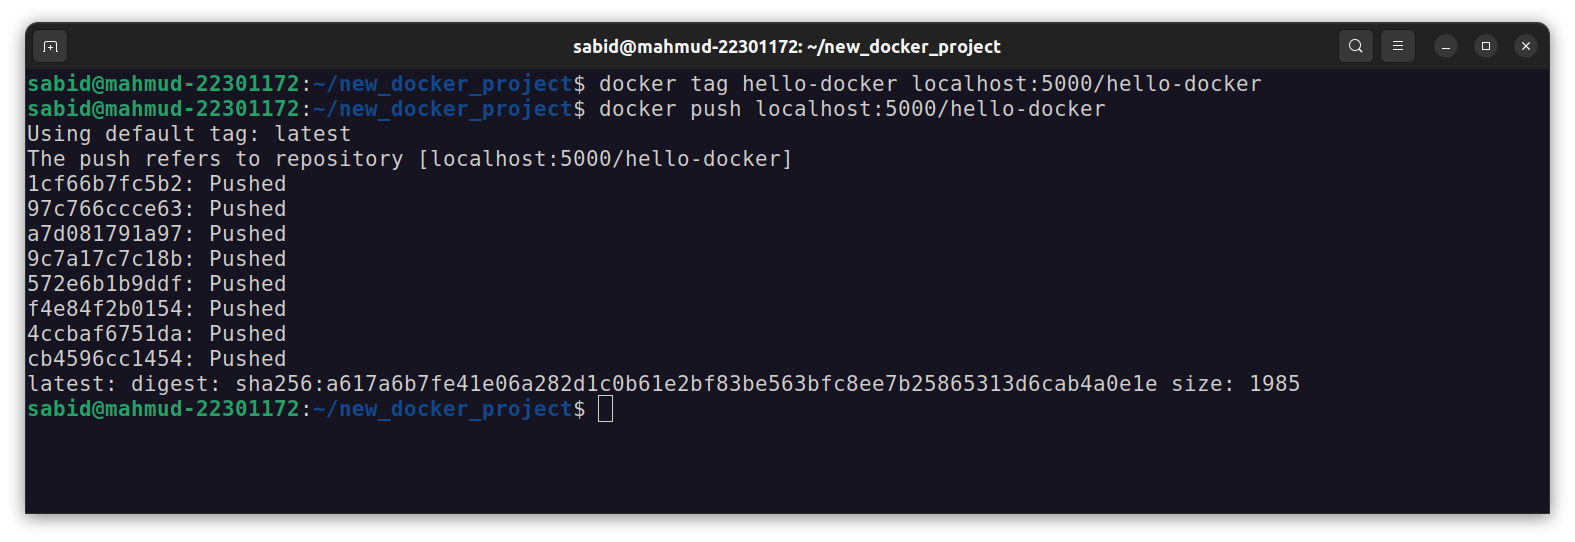 sabid@mahmud-22301172: ~/new_docker_project
sabid@mahmud-22301172:~/new_docker_project$ docker tag hello-docker localhost:5000/hello-docker
sabid@mahmud-22301172:~/new_docker_project$ docker push localhost:5000/hello-docker
Using default tag: latest
The push refers to repository [localhost:5000/hello-docker]
1cf66b7fc5b2: Pushed
97c766ccce63: Pushed
a7d081791a97: Pushed
9c7a17c7c18b: Pushed
572e6b1b9ddf: Pushed
f4e84f2b0154: Pushed
4ccbaf6751da: Pushed
cb4596cc1454: Pushed
latest: digest: sha256:a617a6b7fe41e06a282d1c0b61e2bf83be563bfc8ee7b25865313d6cab4a0e1e size: 1985
sabid@mahmud-22301172:~/new_docker_project$